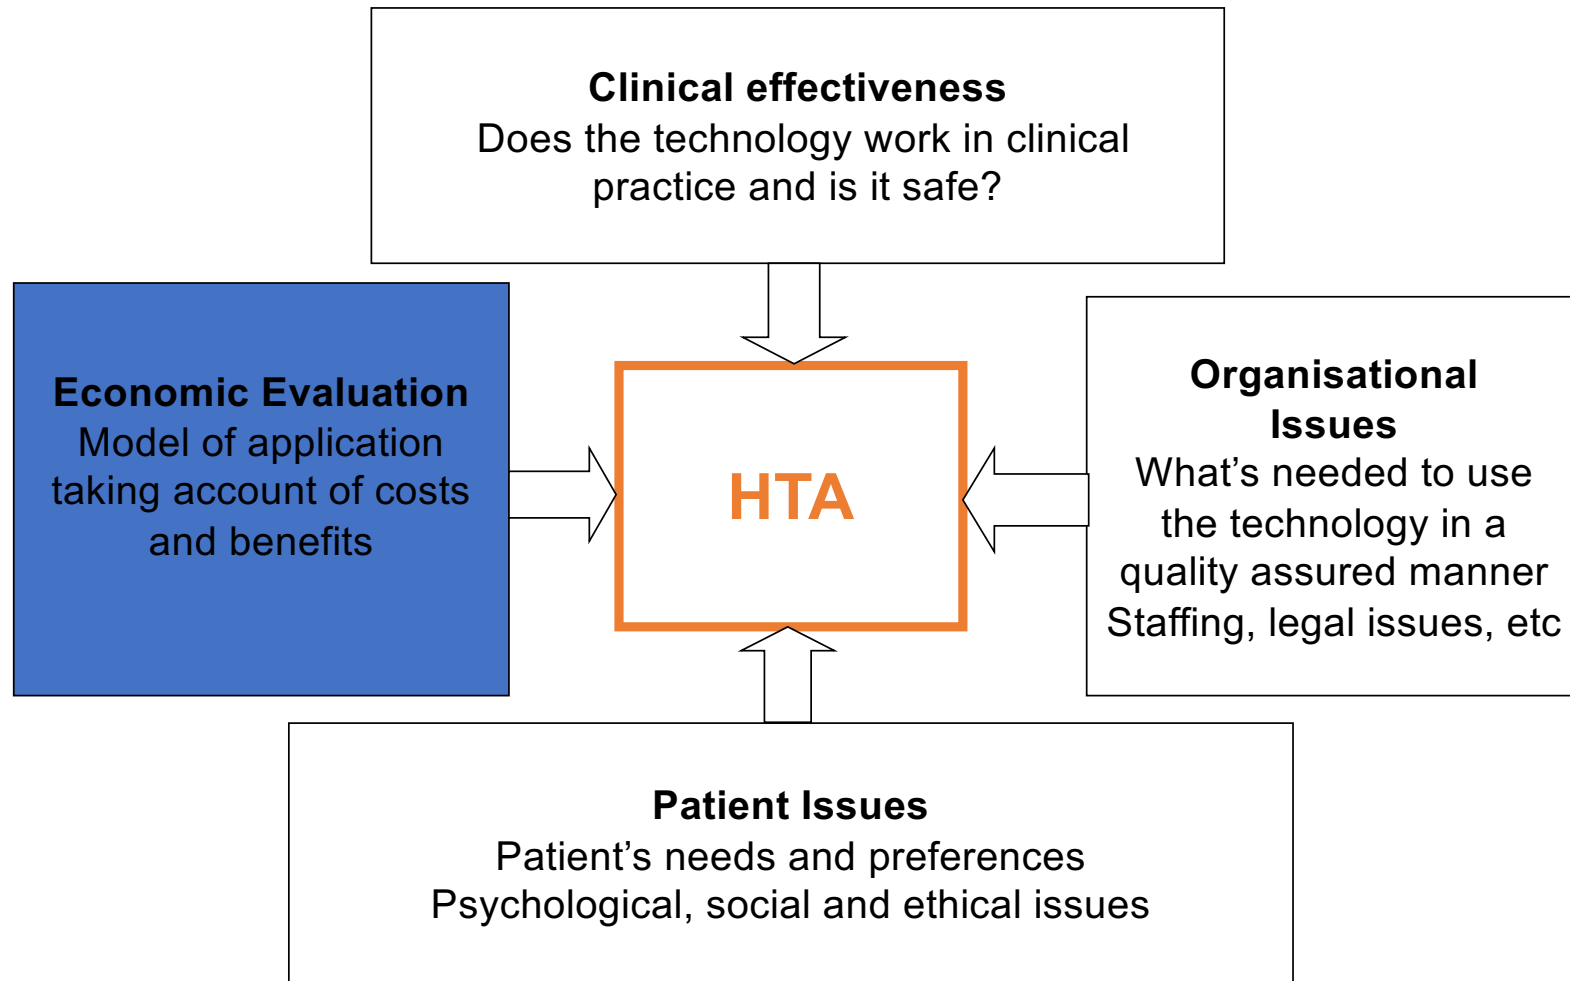 Clinical effectiveness
Does the technology work in clinical
practice and is it safe?
Economic Evaluation
Model of application
taking account of costs
and benefits
HTA
Organisational
Issues
What’s needed to use
the technology in a
quality assured manner
Staffing, legal issues, etc
Patient Issues
Patient’s needs and preferences
Psychological, social and ethical issues